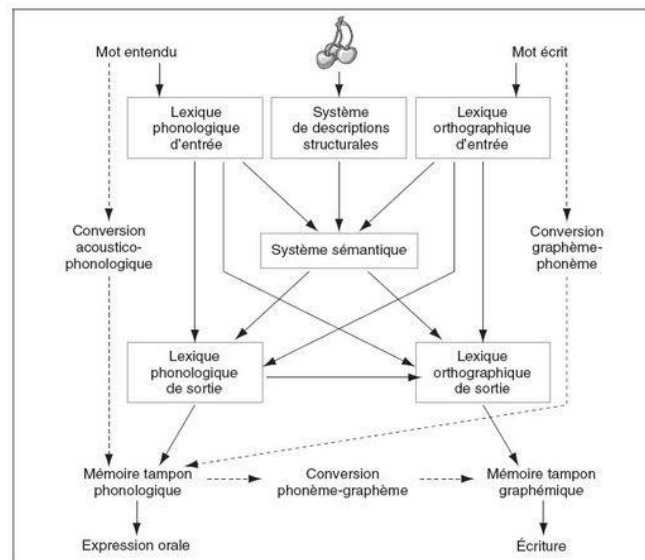 Mot entendu
Mot écrit
Lexique
phonologique
d'entrée
Système
de descriptions
structurales
Lexique
orthographique
d'entrée
Conversion
acoustico-
phonologique
Système sémantique
Conversion
graphème-
phonème
Lexique
phonologique
de sortie
Lexique
orthographique
de sortie
Mémoire tampon
phonologique
Conversion
phonème-graphème
Mémoire tampon
graphémique
Expression orale
Écriture